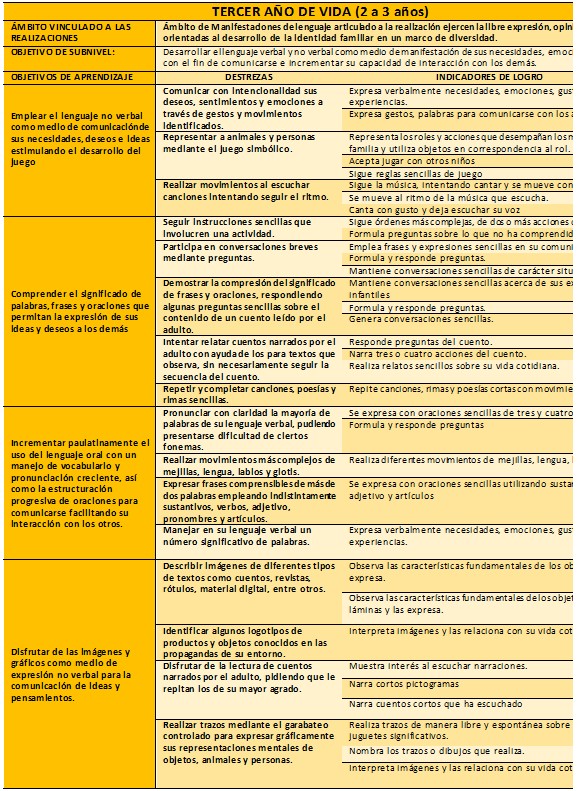 TERCER AÑO DE VIDA (2 a 3 años)
ÁMBITO VINCULADO A LAS
REALIZACIONES
Ámbito de Manifestaciones de lenguaje articulado a la realización ejercen la libre expresión, opini
orientadas al desarrollo de la identidad familiar en un marco de diversidad.
OBJETIVO DE SUBNIVEL:
Desarrollar el lenguaje verbal y no verbal como medio de manifestación de sus necesidades, emoc
con el fin de comunicarse e incrementar su capacidad de interacción con los demás.
OBJETIVOS DE APRENDIZAJE
DESTREZAS
INDICADORES DE LOGRO
Emplear el lenguaje no verbal
como medio de comunicaciónde
sus necesidades, deseos e ideas
estimulando el desarrollo del
juego
Comunicar con intencionalidad sus
deseos, sentimientos y emociones a
través de gestos y movimientos
identificados.
Expresa verbalmente necesidades, emociones, gus
experiencias.
Expresa gestos, palabras para comunicarse con los a
Representar a animales y personas
mediante el juego simbólico.
Representa los roles y acciones que desempañan los m
familia y utiliza objetos en correspondencia al rol.
Acepta jugar con otros niños
Sigue reglas sencillas de juego
Realizar movimientos al escuchar
canciones intentando seguir el ritmo.
Sigue la música, intentando cantar y se mueve con
Se mueve al ritmo de la música que escucha.
Canta con gusto y deja escuchar su voz
Comprender el significado de
palabras, frases y oraciones que
permitan la expresión de sus
ideas y deseos a los demás
Seguir instrucciones sencillas que
involucren una actividad.
Sigue órdenes más complejas, de dos o más acciones
Formula preguntas sobre lo que no ha comprendid
Participa en conversaciones breves
mediante preguntas.
Emplea frases y expresiones sencillas en su comuni
Formula y responde preguntas.
Mantiene conversaciones sencillas de carácter situ
Demostrar la compresión del significado
de frases y oraciones, respondiendo
algunas preguntas sencillas sobre el
contenido de un cuento leído por el
adulto.
Mantiene conversaciones sencillas acerca de sus ex
infantiles
Formula y responde preguntas.
Genera conversaciones sencillas.
Intentar relatar cuentos narrados por el
adulto con ayuda de los para textos que
observa, sin necesariamente seguir la
secuencia del cuento.
Responde preguntas del cuento.
Narra tres o cuatro acciones del cuento.
Realiza relatos sencillos sobre su vida cotidiana.
Repetir y completar canciones, poesías y
rimas sencillas.
Repite canciones, rimas y poesías cortas con movimie
Incrementar paulatinamente el
uso del lenguaje oral con un
manejo de vocabulario y
pronunciación creciente, así
como la estructuración
progresiva de oraciones para
comunicarse facilitando su
interacción con los otros.
Pronunciar con claridad la mayoría de
palabras de su lenguaje verbal, pudiendo
presentarse dificultad de ciertos
fonemas.
Se expresa con oraciones sencillas de tres y cuatro
Formula y responde preguntas
Realizar movimientos más complejos de
mejillas, lengua, labios y glotis.
Realiza diferentes movimientos de mejillas, lengua, l
Expresar frases comprensibles de más de
dos palabras empleando indistintamente
sustantivos, verbos, adjetivo,
pronombres y artículos.
Se expresa con oraciones sencillas utilizando susta
adjetivo y artículos
Manejar en su lenguaje verbal un
número significativo de palabras.
Expresa verbalmente necesidades, emociones, gus
experiencias.
Disfrutar de las imágenes y
gráficos como medio de
expresión no verbal para la
comunicación de ideas y
pensamientos.
Describir imágenes de diferentes tipos
de textos como cuentos, revistas,
rótulos, material digital, entre otros.
Observa las características fundamentales de los ob
expresa.
Observa las características fundamentales de los objet
láminas y las expresa.
Identificar algunos logotipos de
productos y objetos conocidos en las
propagandas de su entorno.
Interpreta imágenes y las relaciona con su vida cot
Disfrutar de la lectura de cuentos
narrados por el adulto, pidiendo que le
repitan los de su mayor agrado.
Muestra interés al escuchar narraciones.
Narra cortos pictogramas
Narra cuentos cortos que ha escuchado
Realizar trazos mediante el garabateo
controlado para expresar gráficamente
sus representaciones mentales de
objetos, animales y personas.
Realiza trazos de manera libre y espontánea sobre
juguetes significativos.
Nombra los trazos o dibujos que realiza.
Interpreta imágenes y las relaciona con su vida cot